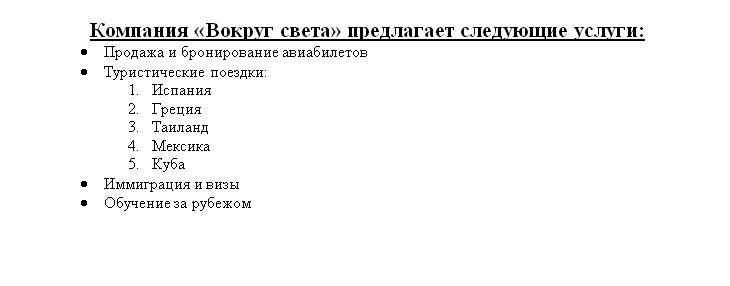 Компания «Вокруг света» предлагает следующие услуги:
• Продажа и бронирование авиабилетов
• Туристические поездки:
1. Испания
2. Греция
3. Таиланд
4. Мексика
5. Куба
• Иммиграция и визы
• Обучение за рубежом